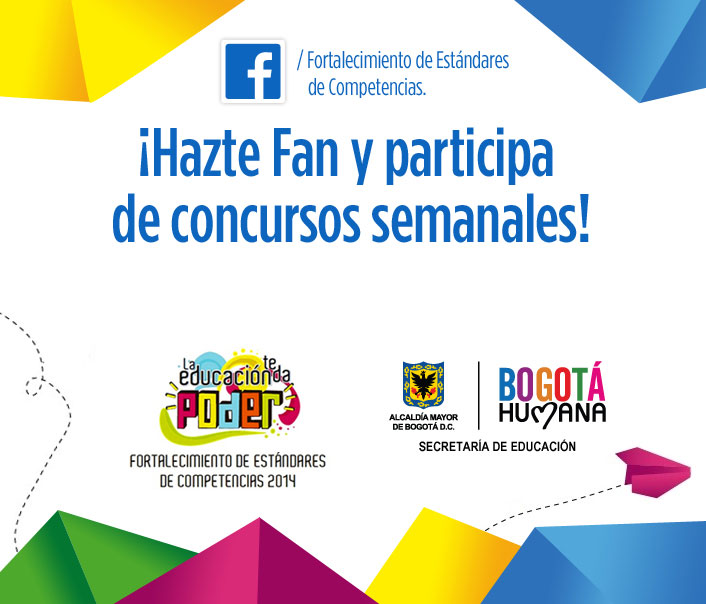 / Fortalecimiento de Estándares
de Competencias.
¡Hazte Fan y participa
de concursos semanales!
La educación te da
PODER
FORTALECIMIENTO DE ESTÁNDARES
DE COMPETENCIAS 2014
ALCALDÍA MAYOR
DE BOGOTÁ D.C.
BOGOTÁ
HUMANA
SECRETARÍA DE EDUCACIÓN